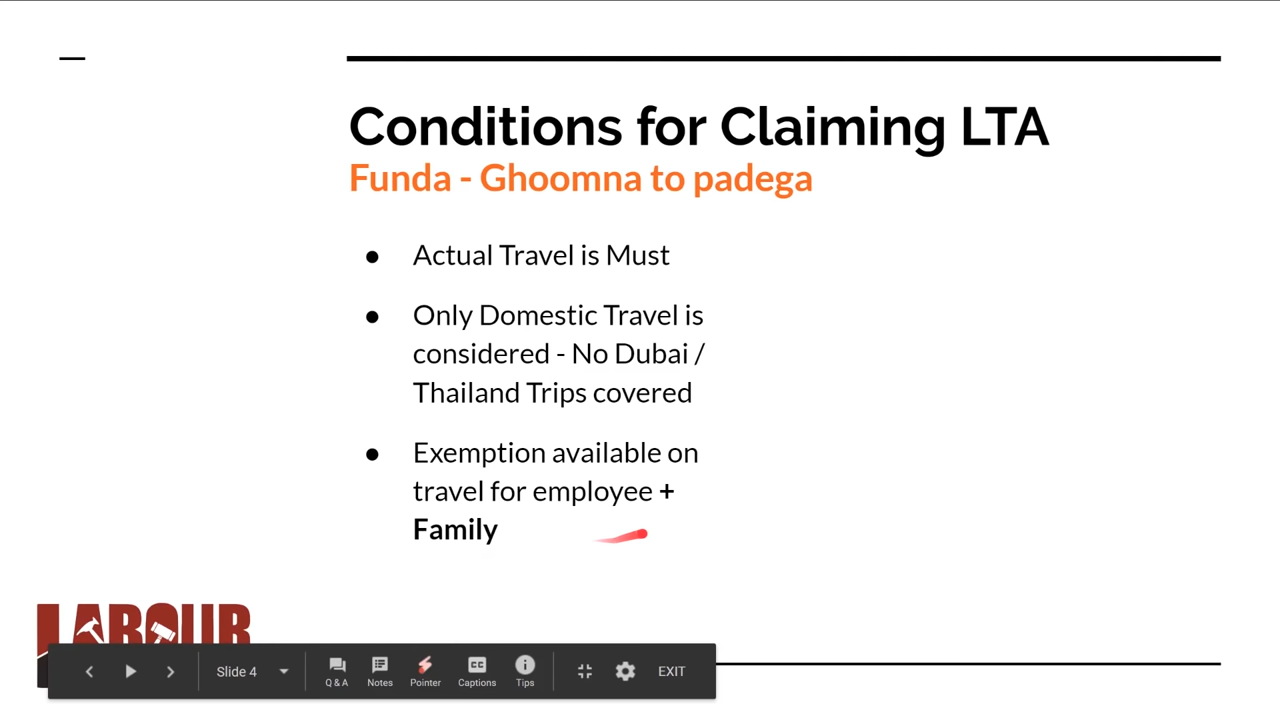 Conditions for Claiming LTA
Funda - Ghoomna to padega
● Actual Travel is Must
● Only Domestic Travel is
considered - No Dubai /
Thailand Trips covered
● Exemption available on
travel for employee +
Family
LABOUR
Slide 4
Q & A
Notes
Pointer
Captions
Tips
EXIT